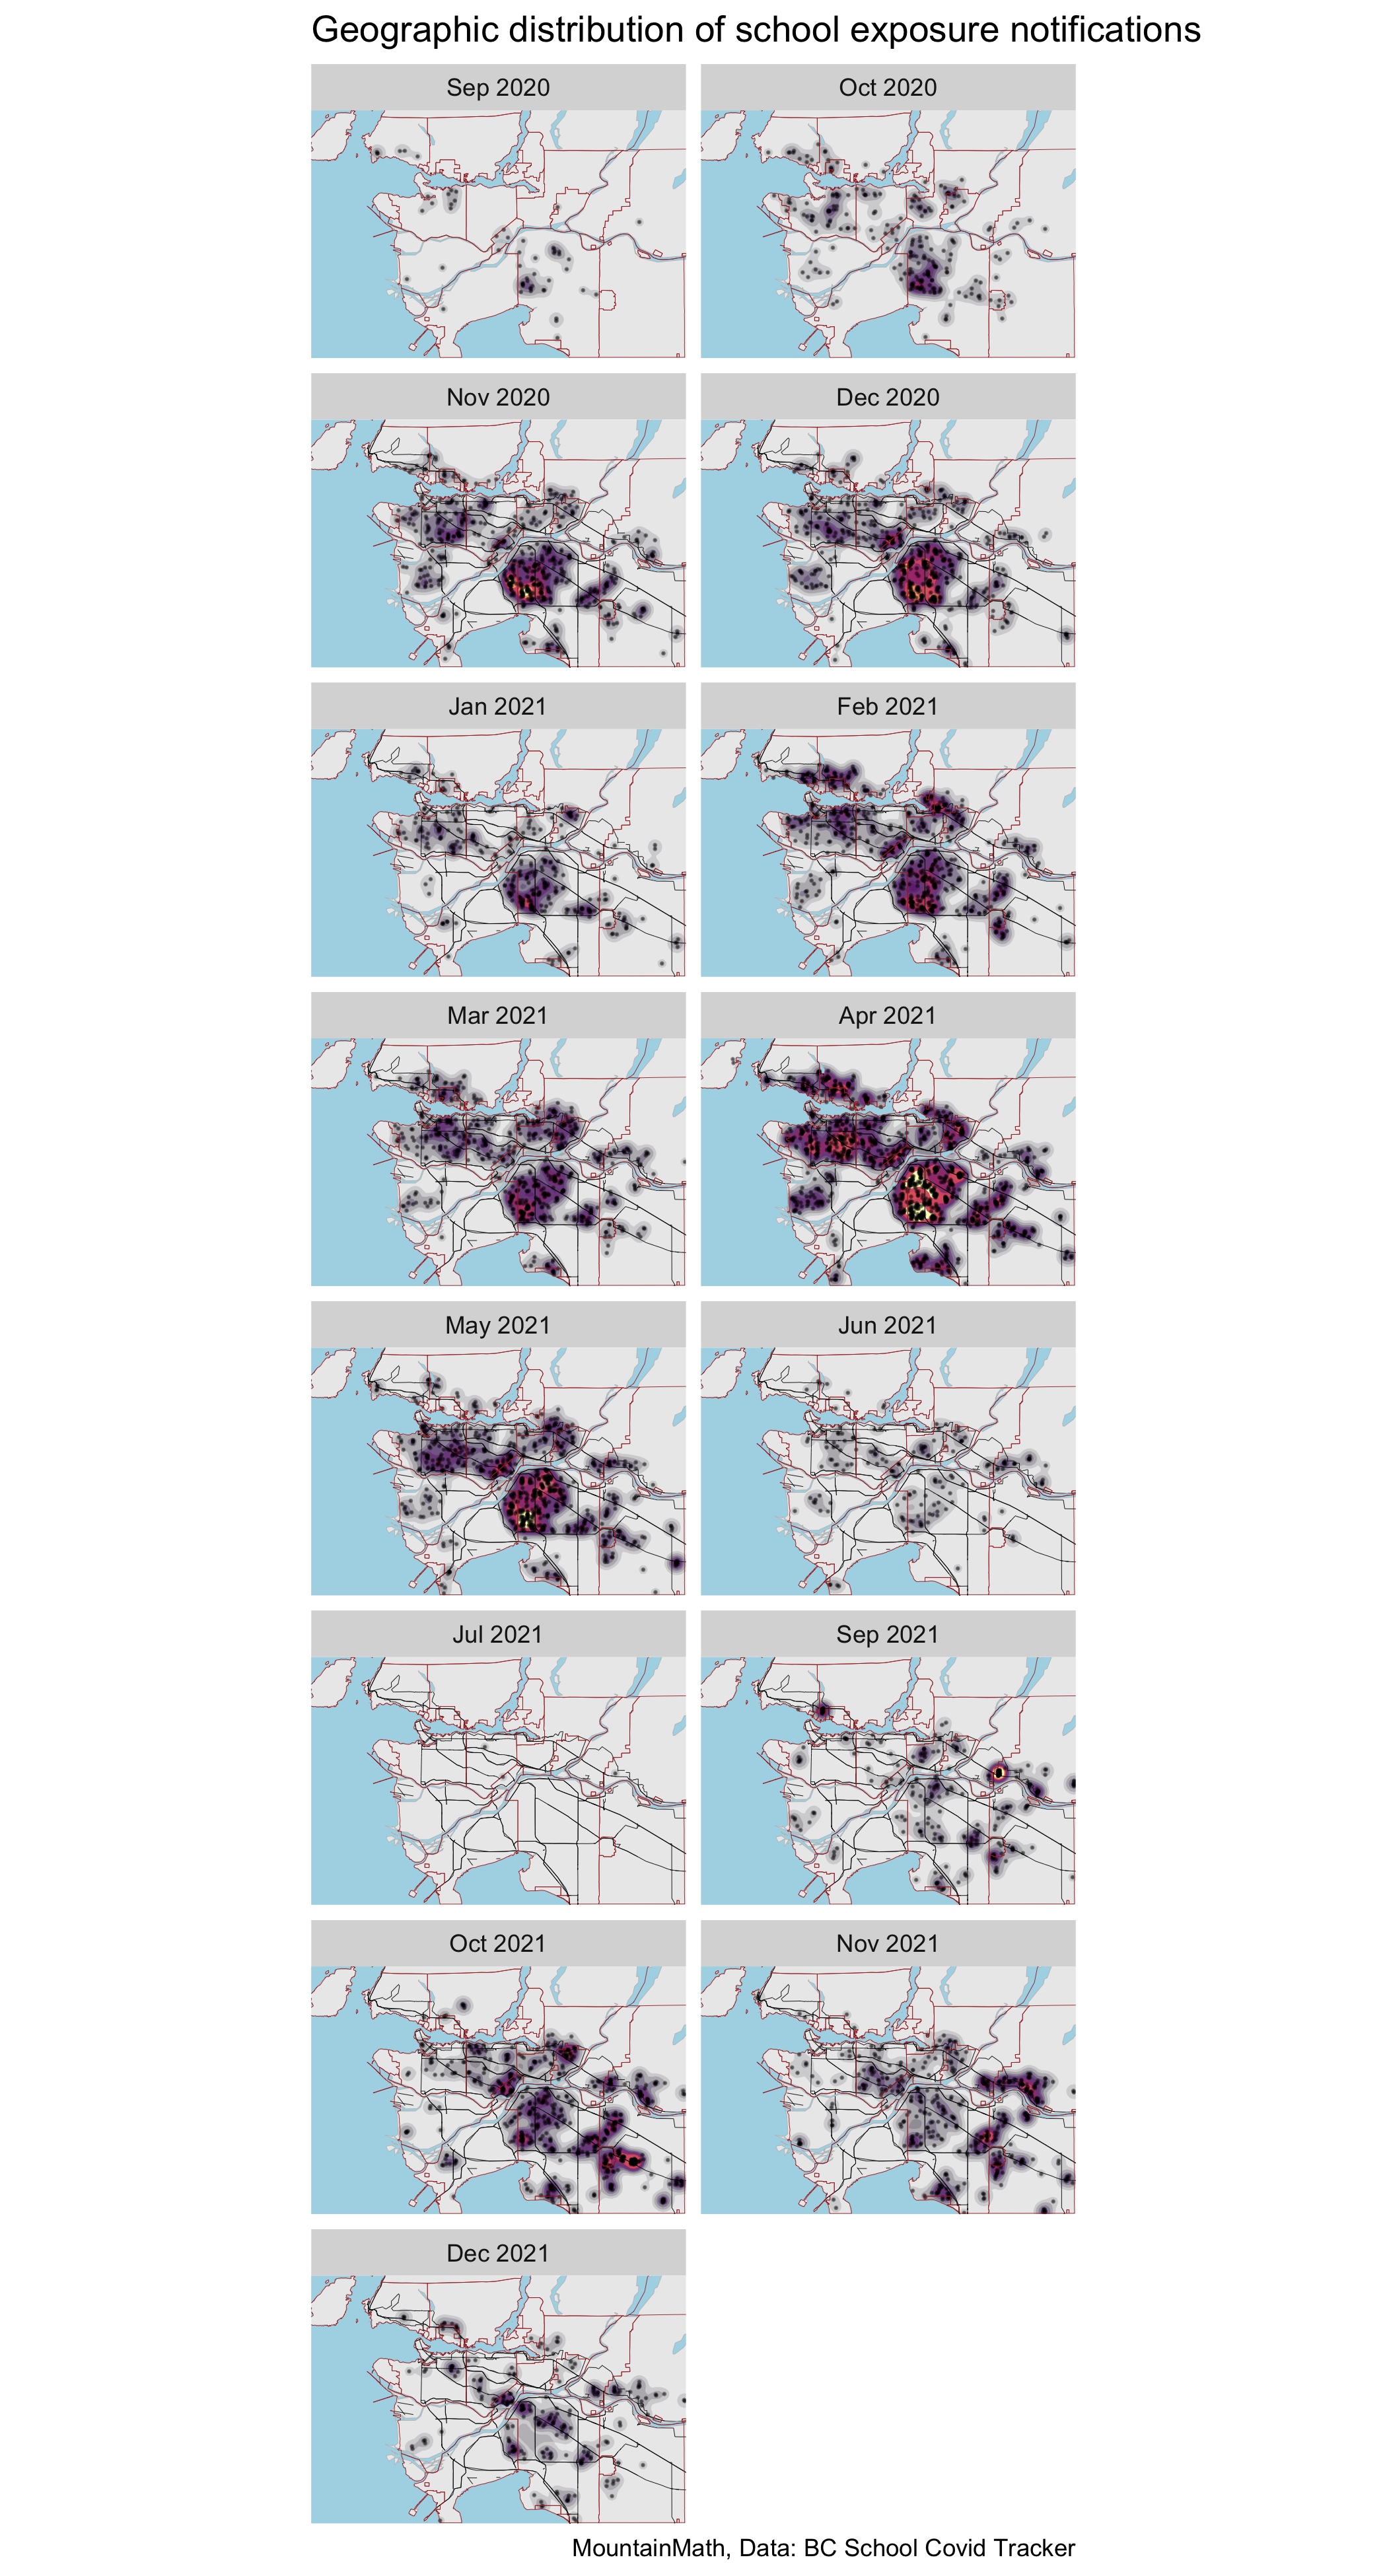 Geographic distribution of school exposure notifications
Sep 2020
Oct 2020
Nov 2020
Dec 2020
Jan 2021
Feb 2021
Mar 2021
Apr 2021
May 2021
Jun 2021
Jul 2021
Sep 2021
Oct 2021
Nov 2021
Dec 2021
MountainMath, Data: BC School Covid Tracker